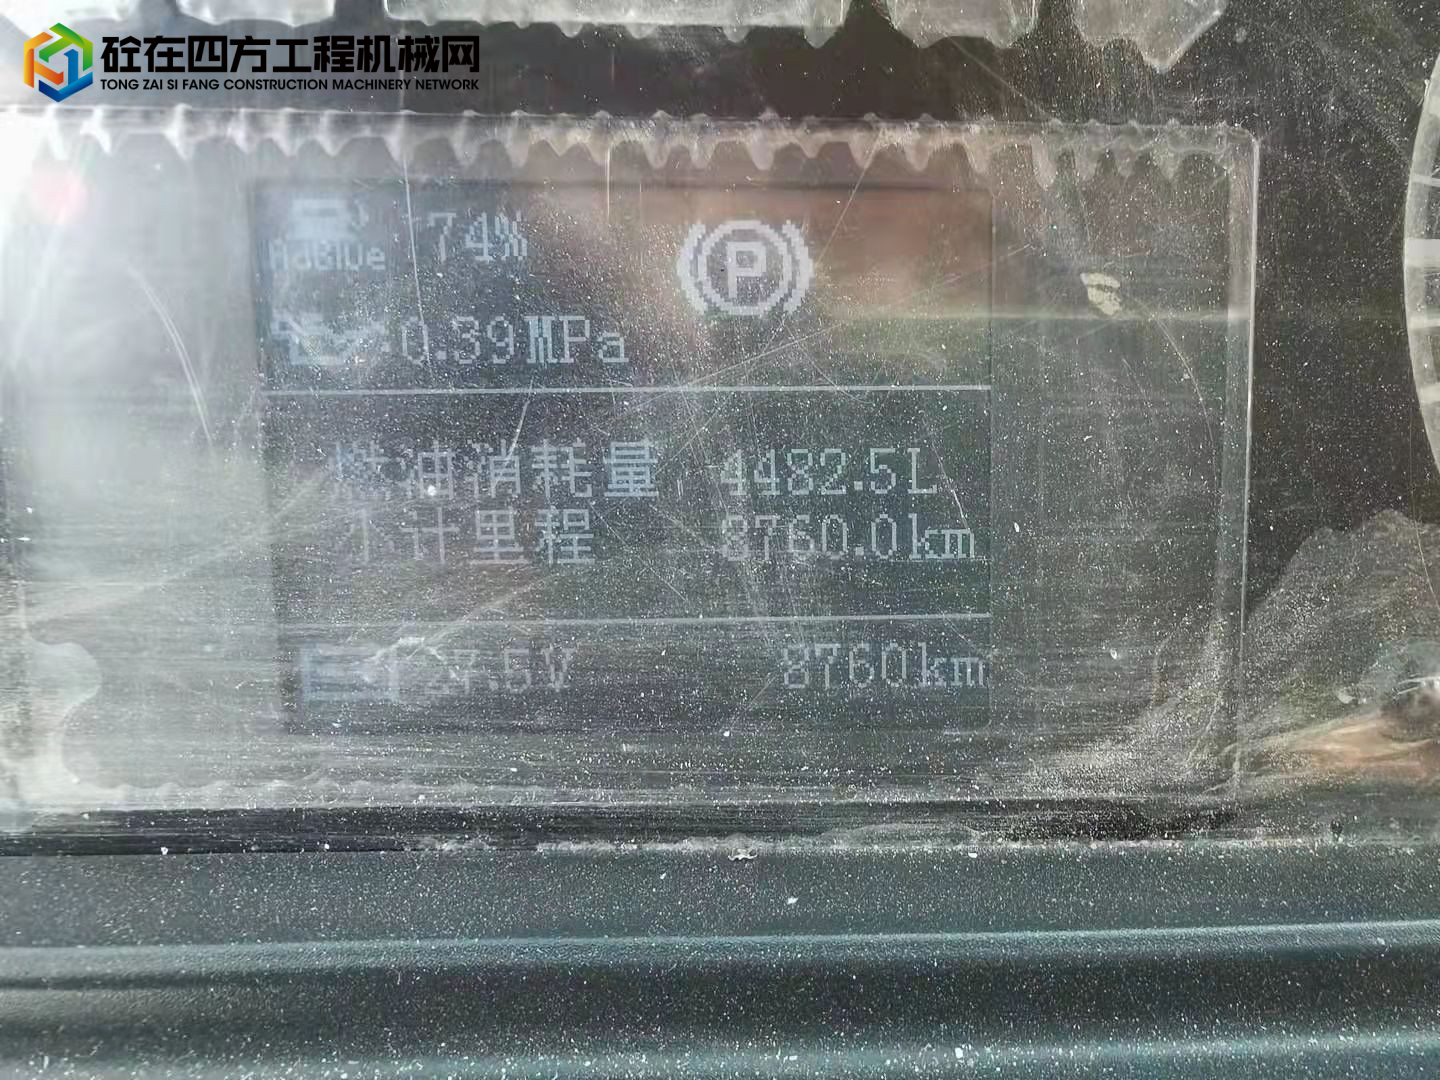 砼在四方工程机械网
TONG ZAI SI FANG CONSTRUCTION MACHINERY NETWORK
AdBlue 74%
P
0.39MPa
燃油消耗量 4482.5L
小计里程 8760.0km
27.5V 8760km